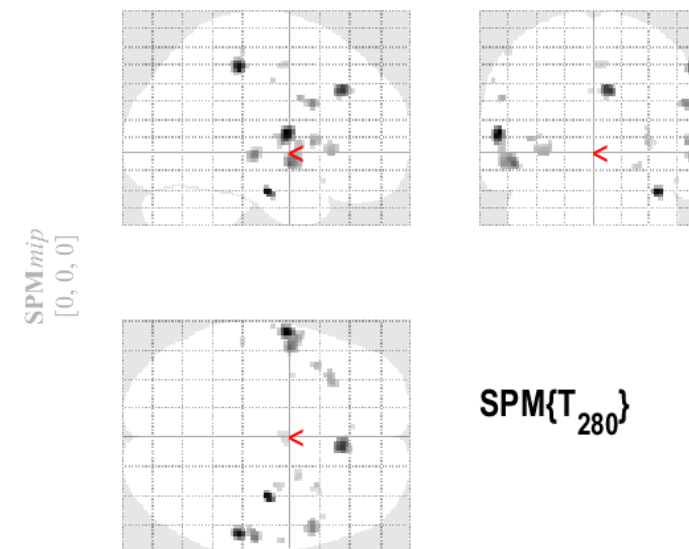 SPMmip
[0, 0, 0]
<
<
<
SPM{T280}